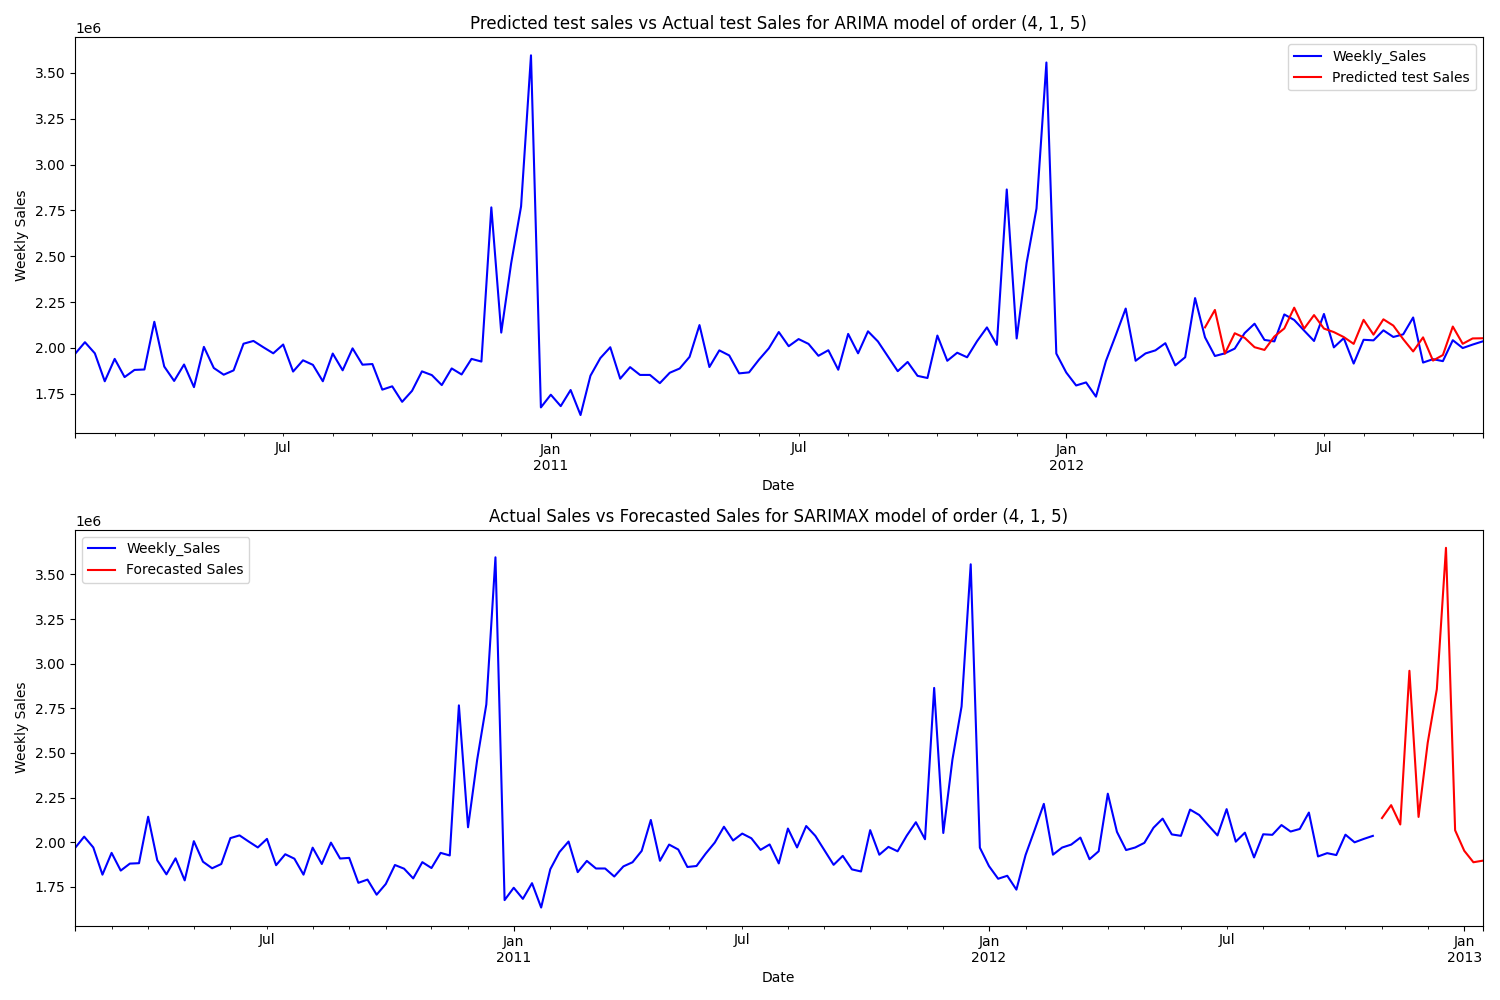 Predicted test sales vs Actual test Sales for ARIMA model of order (4, 1, 5)
1e6
Weekly_Sales
Predicted test Sales
3.50
3.25
3.00
2.75
2.50
2.25
2.00
1.75
Weekly Sales
Jul
Jan
2011
Jul
Jan
2012
Jul
Date
Actual Sales vs Forecasted Sales for SARIMAX model of order (4, 1, 5)
1e6
Weekly_Sales
Forecasted Sales
3.50
3.25
3.00
2.75
2.50
2.25
2.00
1.75
Weekly Sales
Jul
Jan
2011
Jul
Jan
2012
Jul
Jan
2013
Date